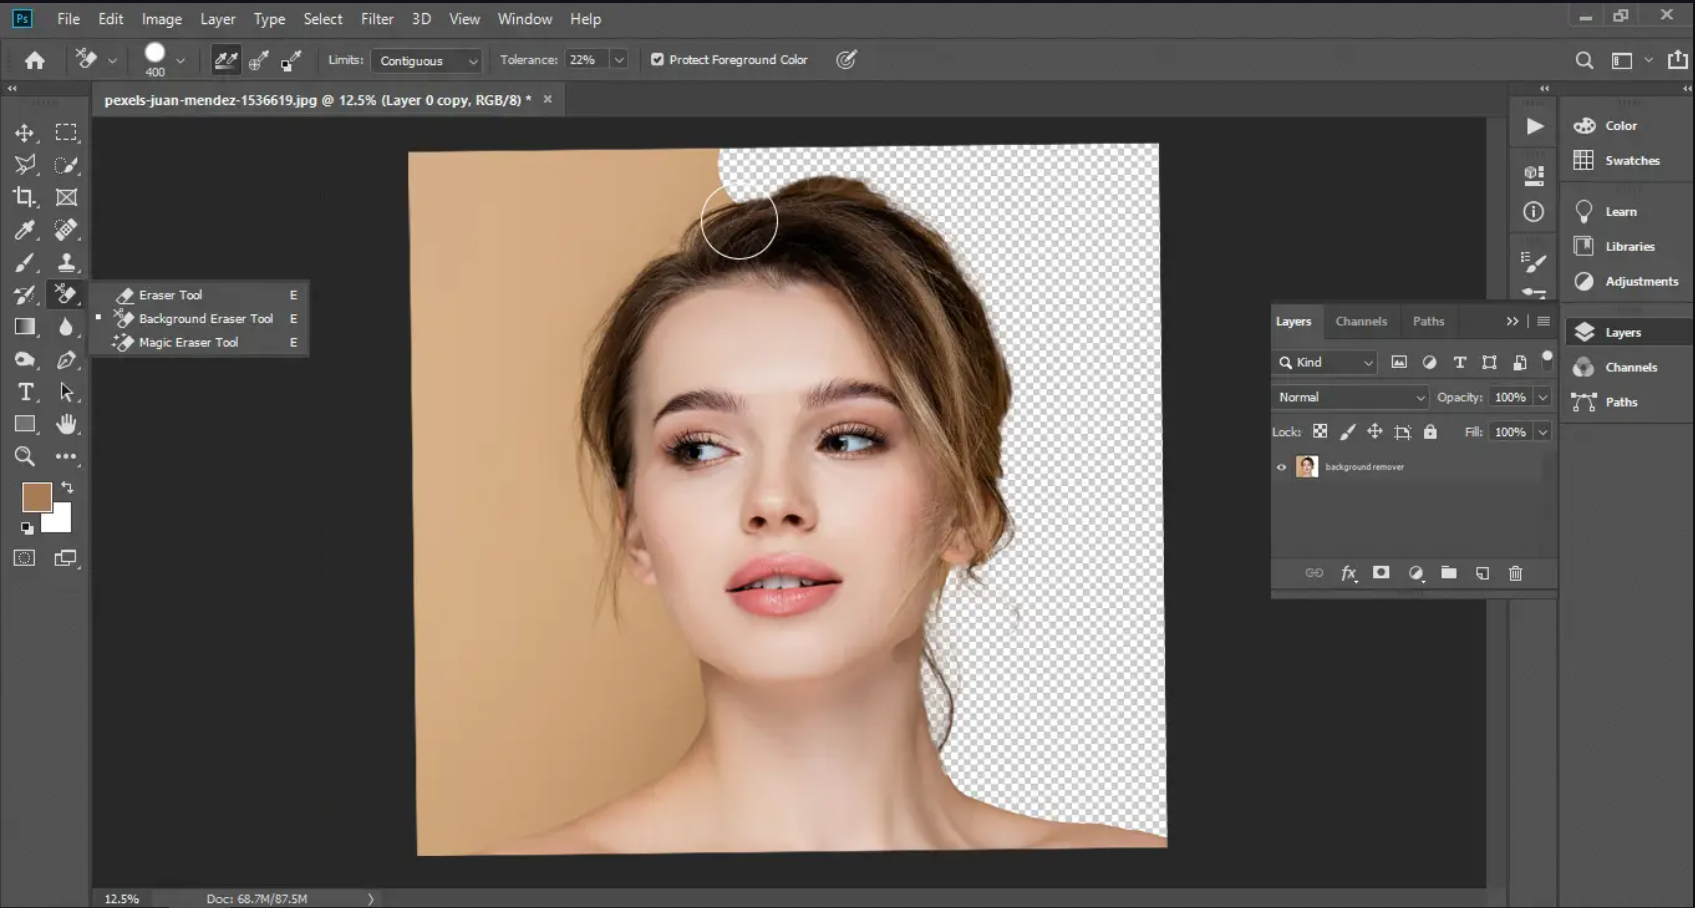 Ps File Edit Image Layer Type Select Filter 3D View Window Help
400 Limits: Contiguous Tolerance: 22% Protect Foreground Color
pexels-juan-mendez-1536619.jpg @ 12.5% (Layer 0 copy, RGB/8) *
Eraser Tool E
Background Eraser Tool E
Magic Eraser Tool E
Color
Swatches
Learn
Libraries
Adjustments
Layers
Channels
Paths
Layers Channels Paths
Kind
Normal Opacity: 100%
Lock: Fill: 100%
background remover
fx
12.5% Doc: 68.7M/87.5M